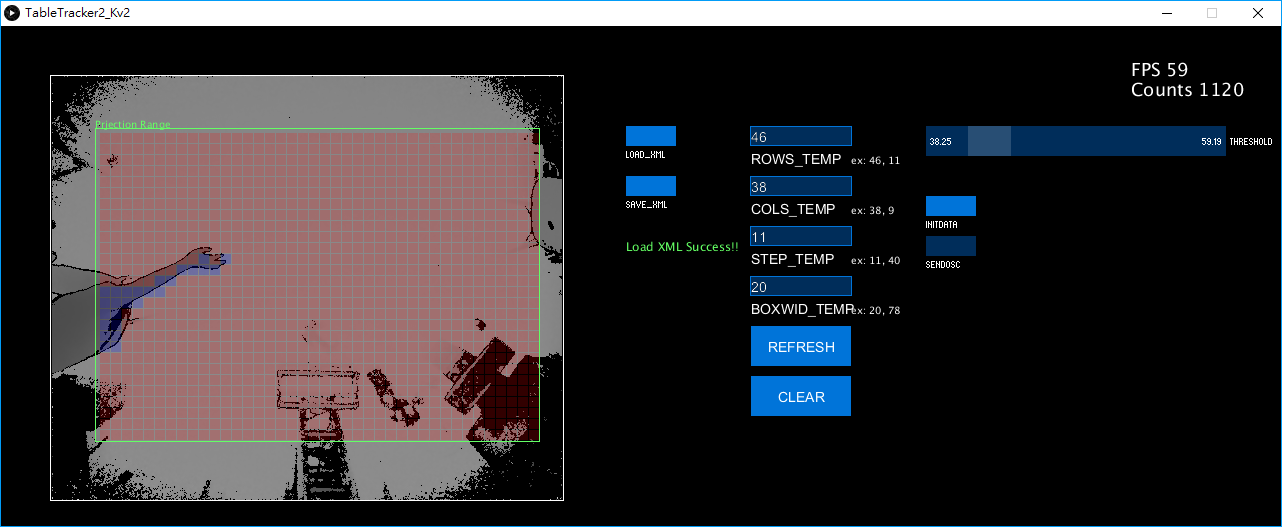 TableTracker2_Kv2
FPS 59
Counts 1120
Prjection Range
LOAD_XML
SAVE_XML
Load XML Success!!
46
ROWS_TEMP ex: 46, 11
38
COLS_TEMP ex: 38, 9
11
STEP_TEMP ex: 11, 40
20
BOXWID_TEMP ex: 20, 78
REFRESH
CLEAR
38.25 59.19 THRESHOLD
INITDATA
SENDOSC